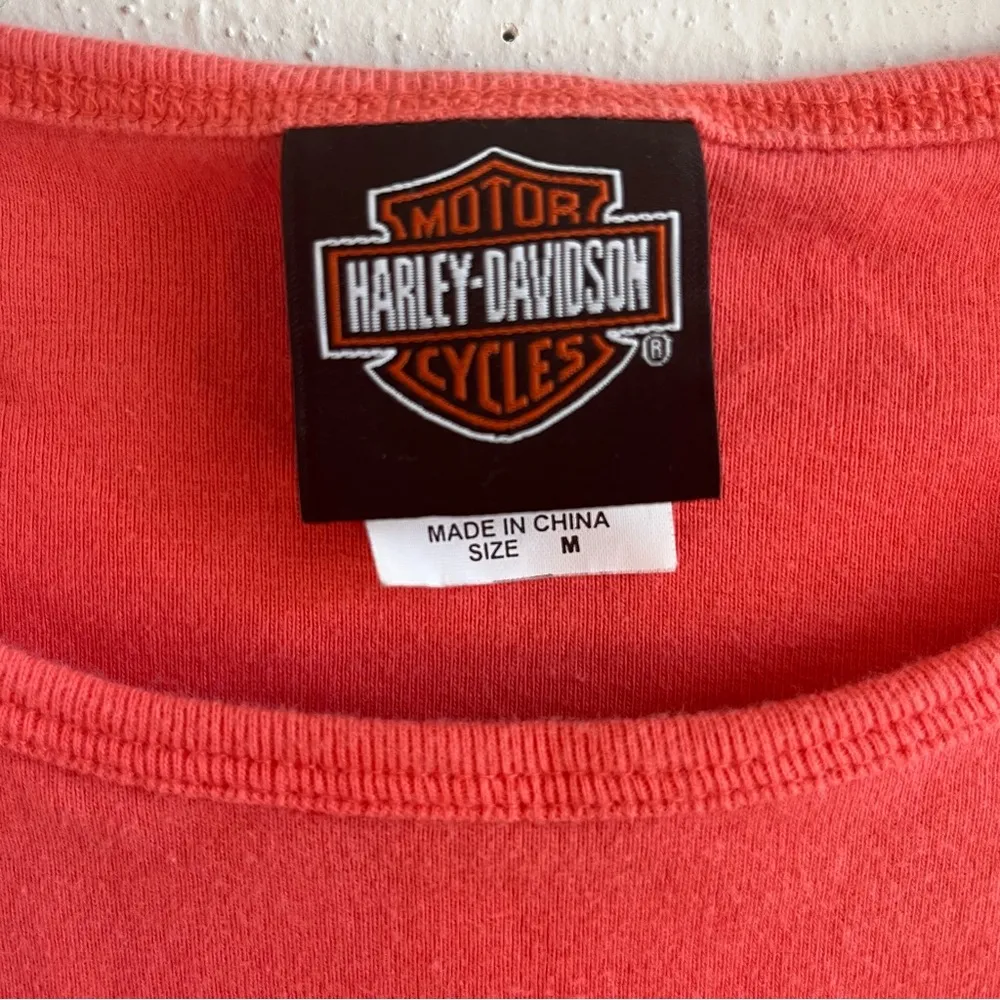 MOTOR
HARLEY-DAVIDSON
CYCLES
®
MADE IN CHINA
SIZE M